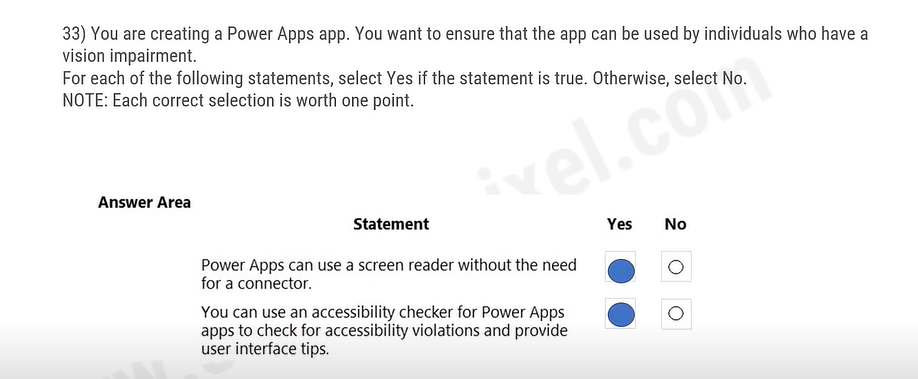 33) You are creating a Power Apps app. You want to ensure that the app can be used by individuals who have a
vision impairment.
For each of the following statements, select Yes if the statement is true. Otherwise, select No.
NOTE: Each correct selection is worth one point.
Answer Area
Statement Yes No
Power Apps can use a screen reader without the need
for a connector.
You can use an accessibility checker for Power Apps
apps to check for accessibility violations and provide
user interface tips.